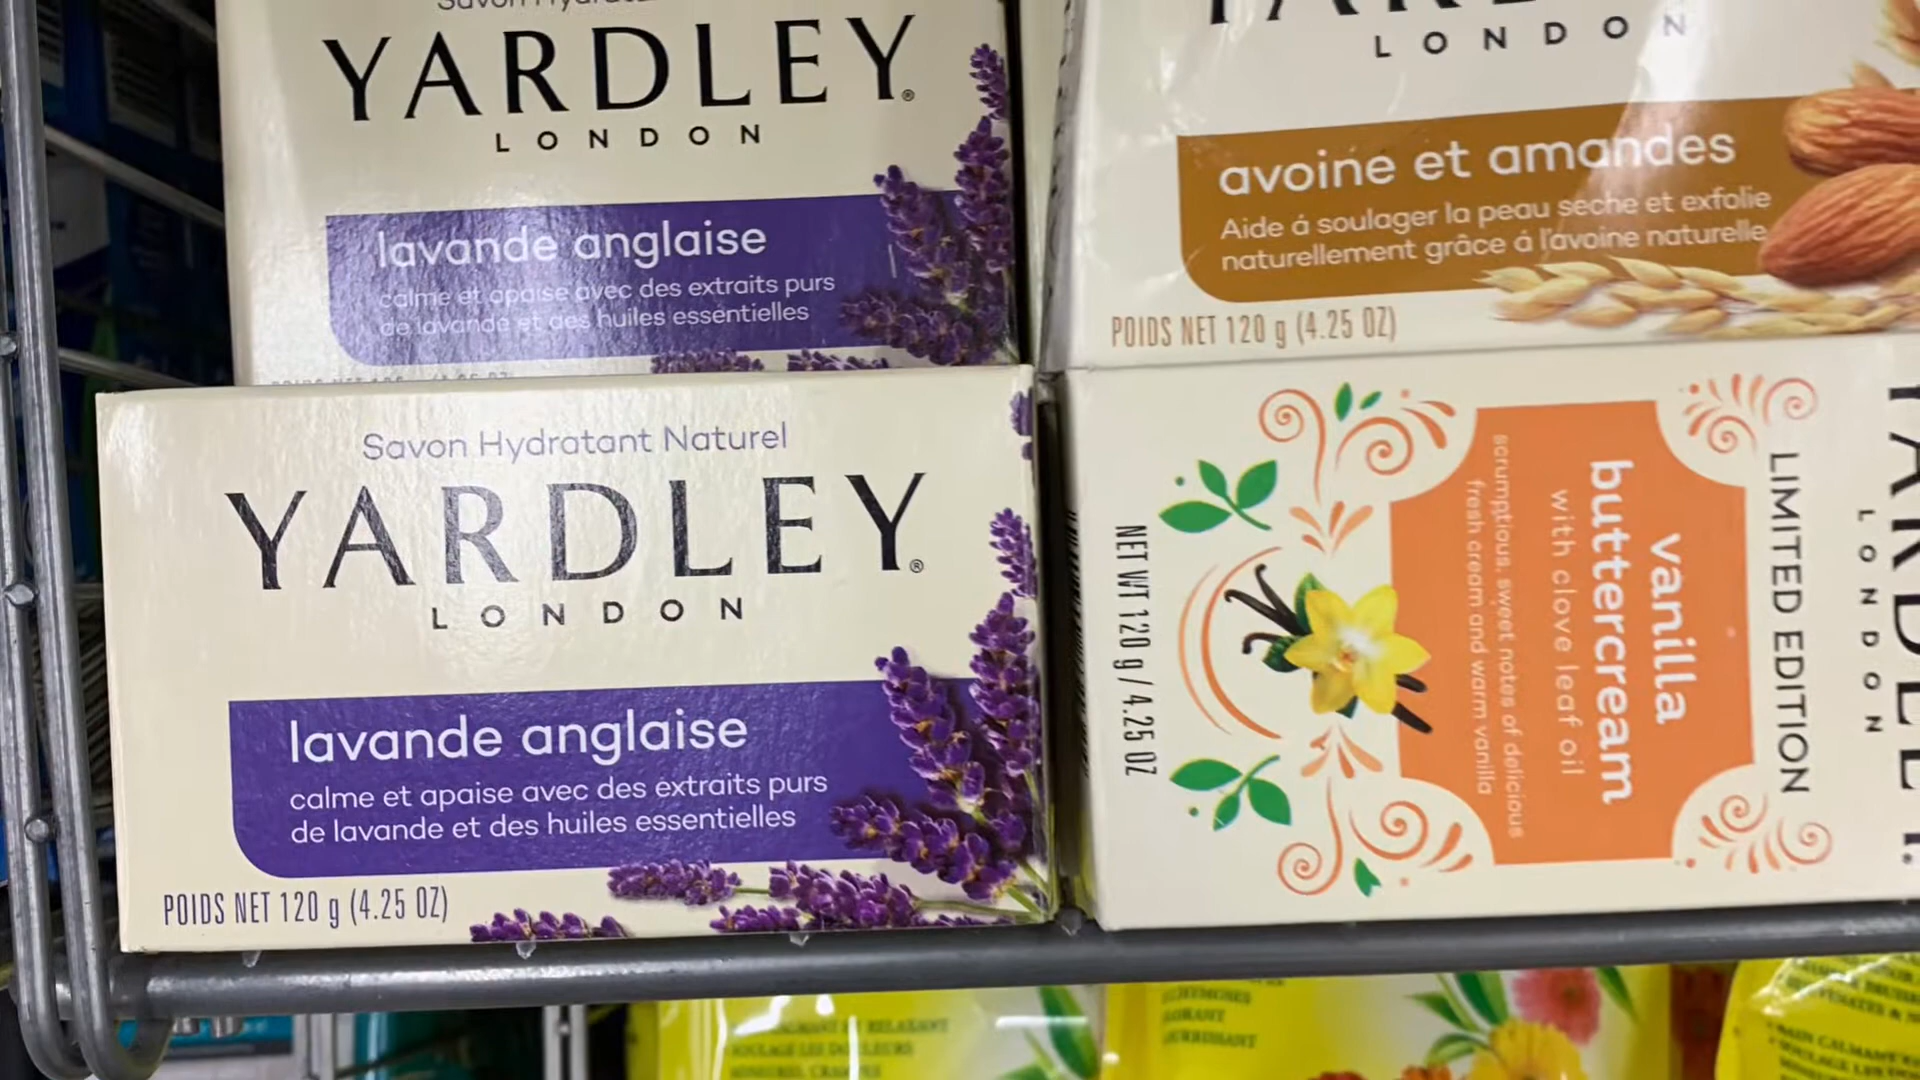 Savon
YARDLEY®
LONDON
lavande anglaise
calme et apaise avec des extraits purs
de lavande et des huiles essentielles
LONDON
avoine et amandes
Aide á soulager la peau seche et exfolie
naturellement grâce á l'avoine naturelle
POIDS NET 120 g (4.25 OZ)
Savon Hydratant Naturel
YARDLEY®
LONDON
lavande anglaise
calme et apaise avec des extraits purs
de lavande et des huiles essentielles
POIDS NET 120 g (4.25 OZ)
LONDON
LIMITED EDITION
vanilla
buttercream
with clove leaf oil
scrumptious, sweet notes of delicious
fresh cream and warm vanilla
NET WT 120 g / 4.25 OZ